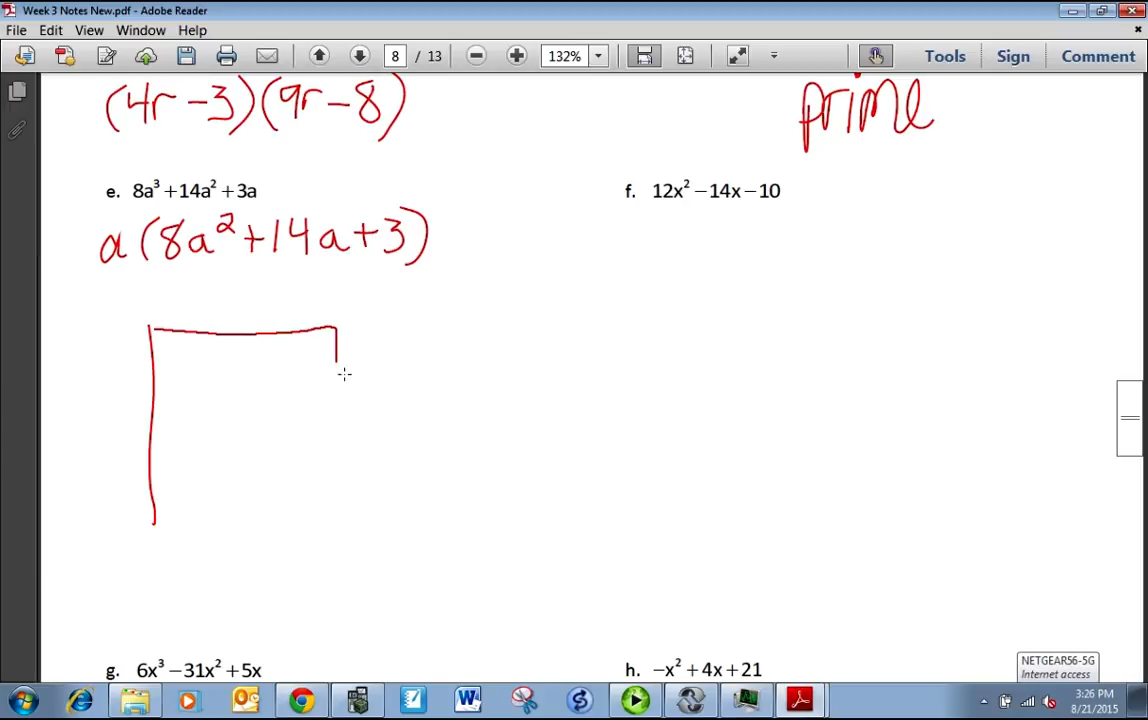 Week 3 Notes New.pdf - Adobe Reader
File Edit View Window Help
8 / 13 132% Tools Sign Comment
(4r - 3)(9r - 8)
prime
e. 8a³ + 14a² + 3a
f. 12x² − 14x − 10
a(8a² + 14a + 3)
g. 6x³ − 31x² + 5x
h. −x² + 4x + 21
NETGEAR56-5G
Internet access
3:26 PM
8/21/2015